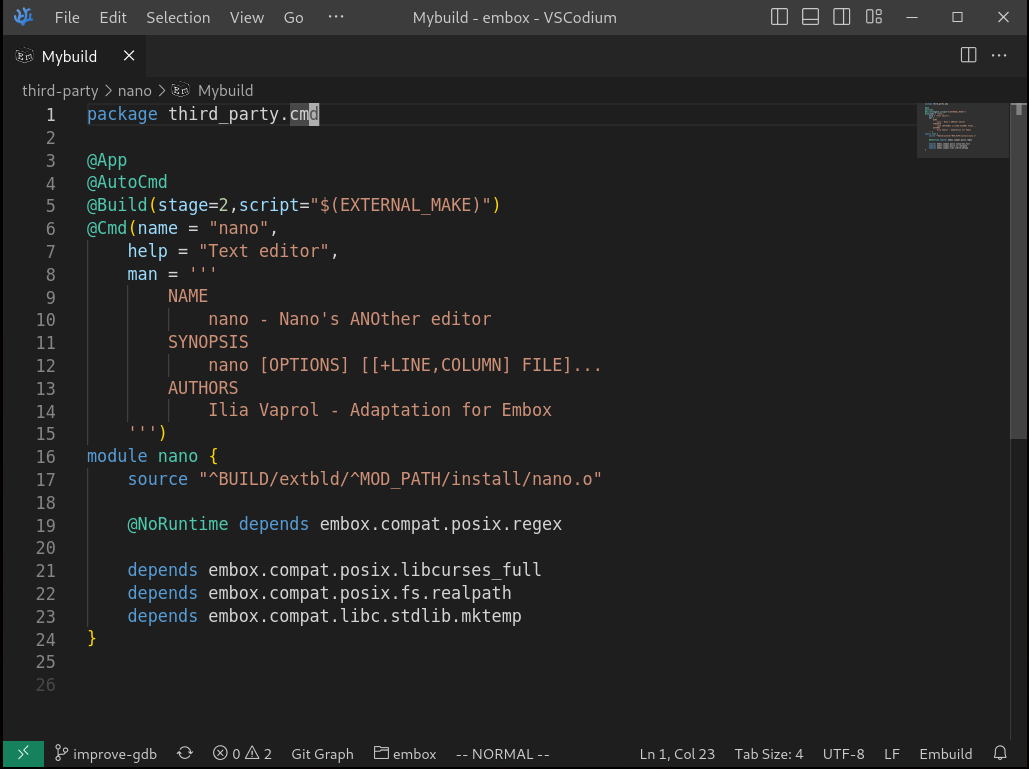 File Edit Selection View Go ··· Mybuild - embox - VSCodium
Mybuild
third-party > nano > Mybuild
1 package third_party.cmd
2
3 @App
4 @AutoCmd
5 @Build(stage=2,script="$(EXTERNAL_MAKE)")
6 @Cmd(name = "nano",
7 help = "Text editor",
8 man = '''
9 NAME
10 nano - Nano's ANOther editor
11 SYNOPSIS
12 nano [OPTIONS] [[+LINE,COLUMN] FILE]...
13 AUTHORS
14 Ilia Vaprol - Adaptation for Embox
15 ''')
16 module nano {
17 source "^BUILD/extbld/^MOD_PATH/install/nano.o"
18
19 @NoRuntime depends embox.compat.posix.regex
20
21 depends embox.compat.posix.libcurses_full
22 depends embox.compat.posix.fs.realpath
23 depends embox.compat.libc.stdlib.mktemp
24 }
25
26
improve-gdb 0 2 Git Graph embox -- NORMAL -- Ln 1, Col 23 Tab Size: 4 UTF-8 LF Embuild